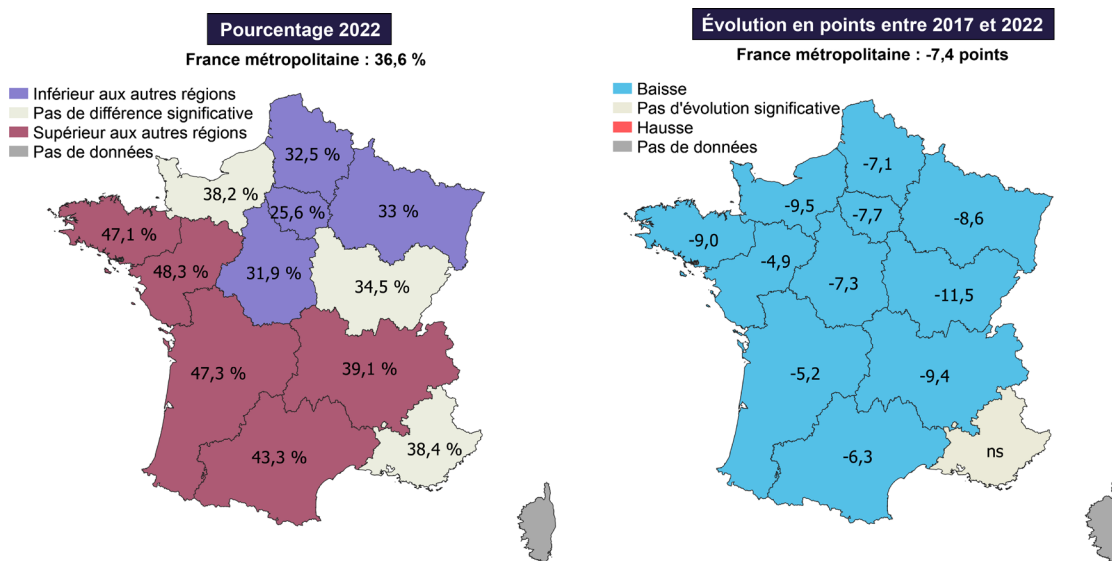 Pourcentage 2022
France métropolitaine : 36,6 %
Inférieur aux autres régions
Pas de différence significative
Supérieur aux autres régions
Pas de données
32,5 %
38,2 %
25,6 %
33 %
47,1 %
48,3 %
31,9 %
34,5 %
47,3 %
39,1 %
43,3 %
38,4 %
Évolution en points entre 2017 et 2022
France métropolitaine : -7,4 points
Baisse
Pas d'évolution significative
Hausse
Pas de données
-7,1
-9,5
-7,7
-8,6
-9,0
-4,9
-7,3
-11,5
-5,2
-9,4
-6,3
ns